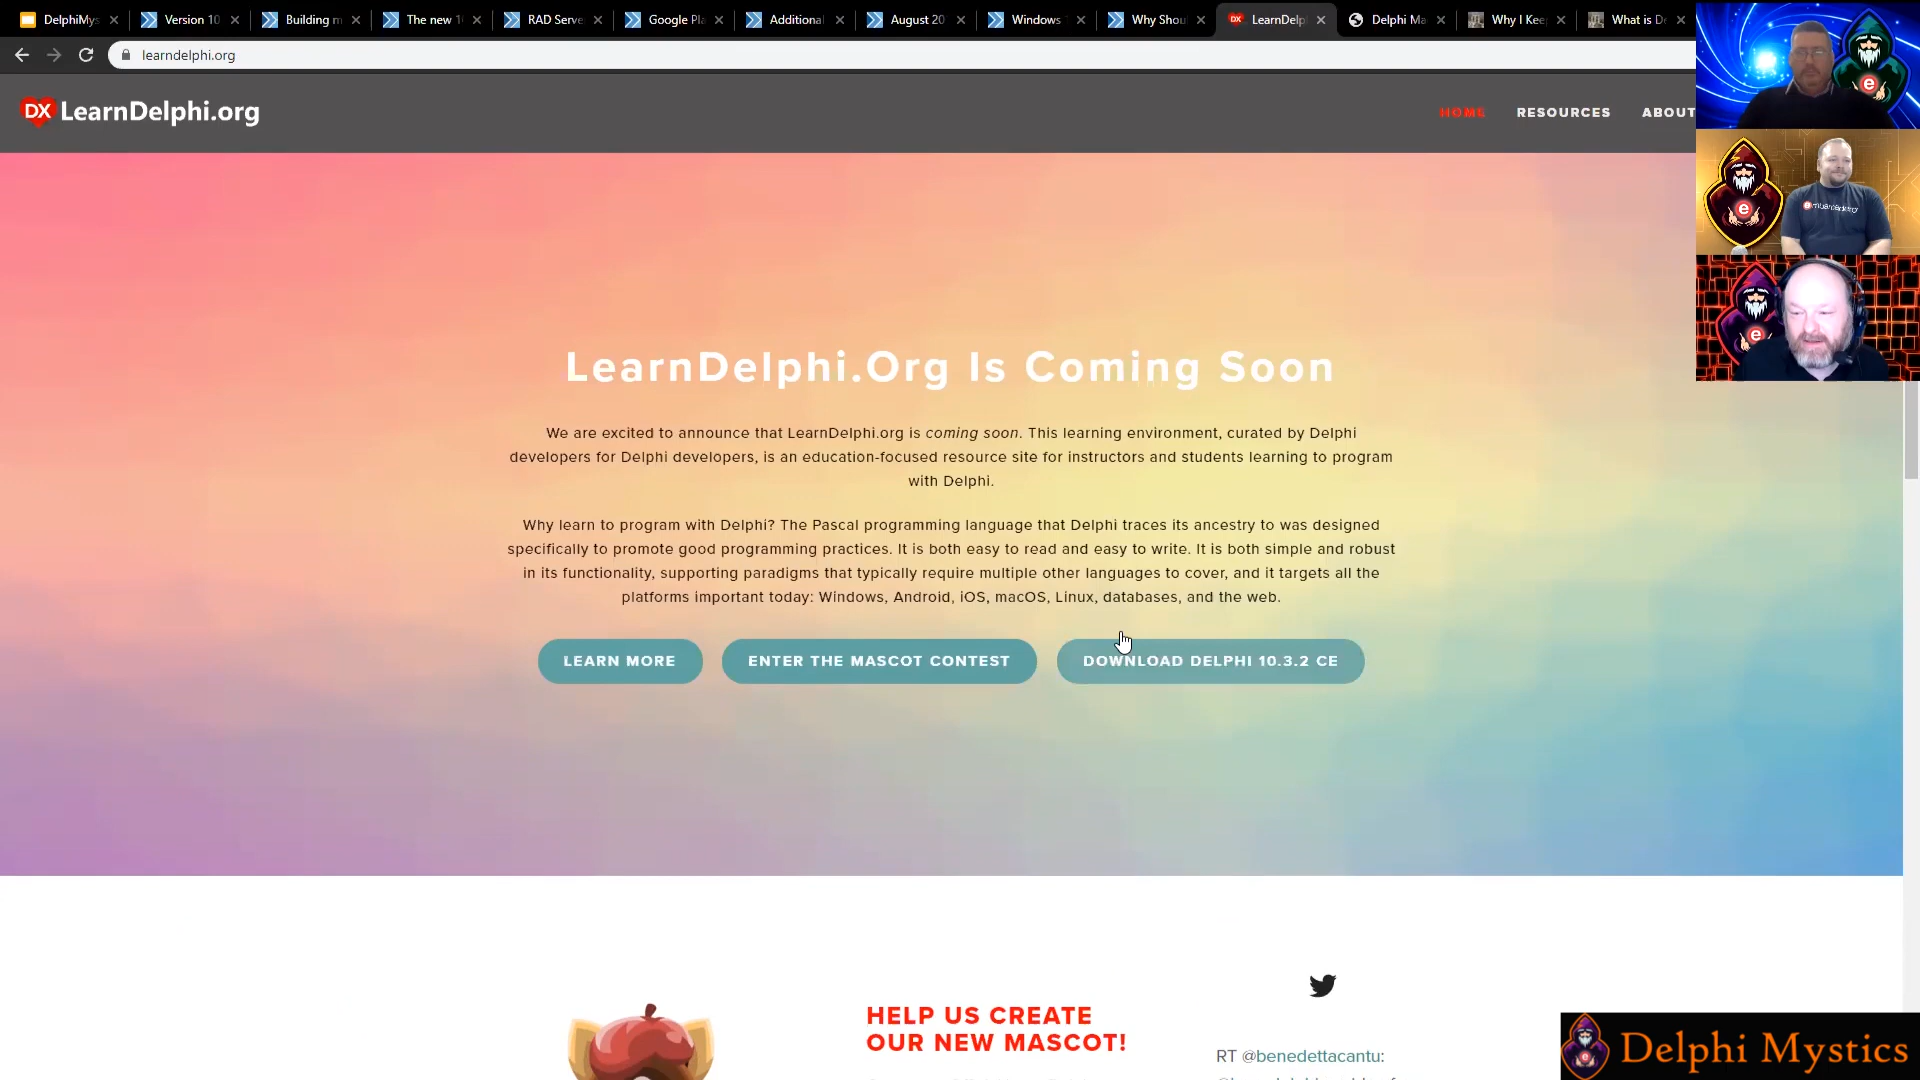 DelphiMys
Version 10
Building m
The new 1
RAD Serve
Google Pla
Additional
August 20
Windows 1
Why Shou
LearnDelp
Delphi Ma
Why I Kee
What is De
learndelphi.org
DX LearnDelphi.org
HOME
RESOURCES
ABOUT
LearnDelphi.Org Is Coming Soon
We are excited to announce that LearnDelphi.org is coming soon. This learning environment, curated by Delphi
developers for Delphi developers, is an education-focused resource site for instructors and students learning to program
with Delphi.
Why learn to program with Delphi? The Pascal programming language that Delphi traces its ancestry to was designed
specifically to promote good programming practices. It is both easy to read and easy to write. It is both simple and robust
in its functionality, supporting paradigms that typically require multiple other languages to cover, and it targets all the
platforms important today: Windows, Android, iOS, macOS, Linux, databases, and the web.
LEARN MORE
ENTER THE MASCOT CONTEST
DOWNLOAD DELPHI 10.3.2 CE
HELP US CREATE
OUR NEW MASCOT!
RT @benedettacantu:
Delphi Mystics